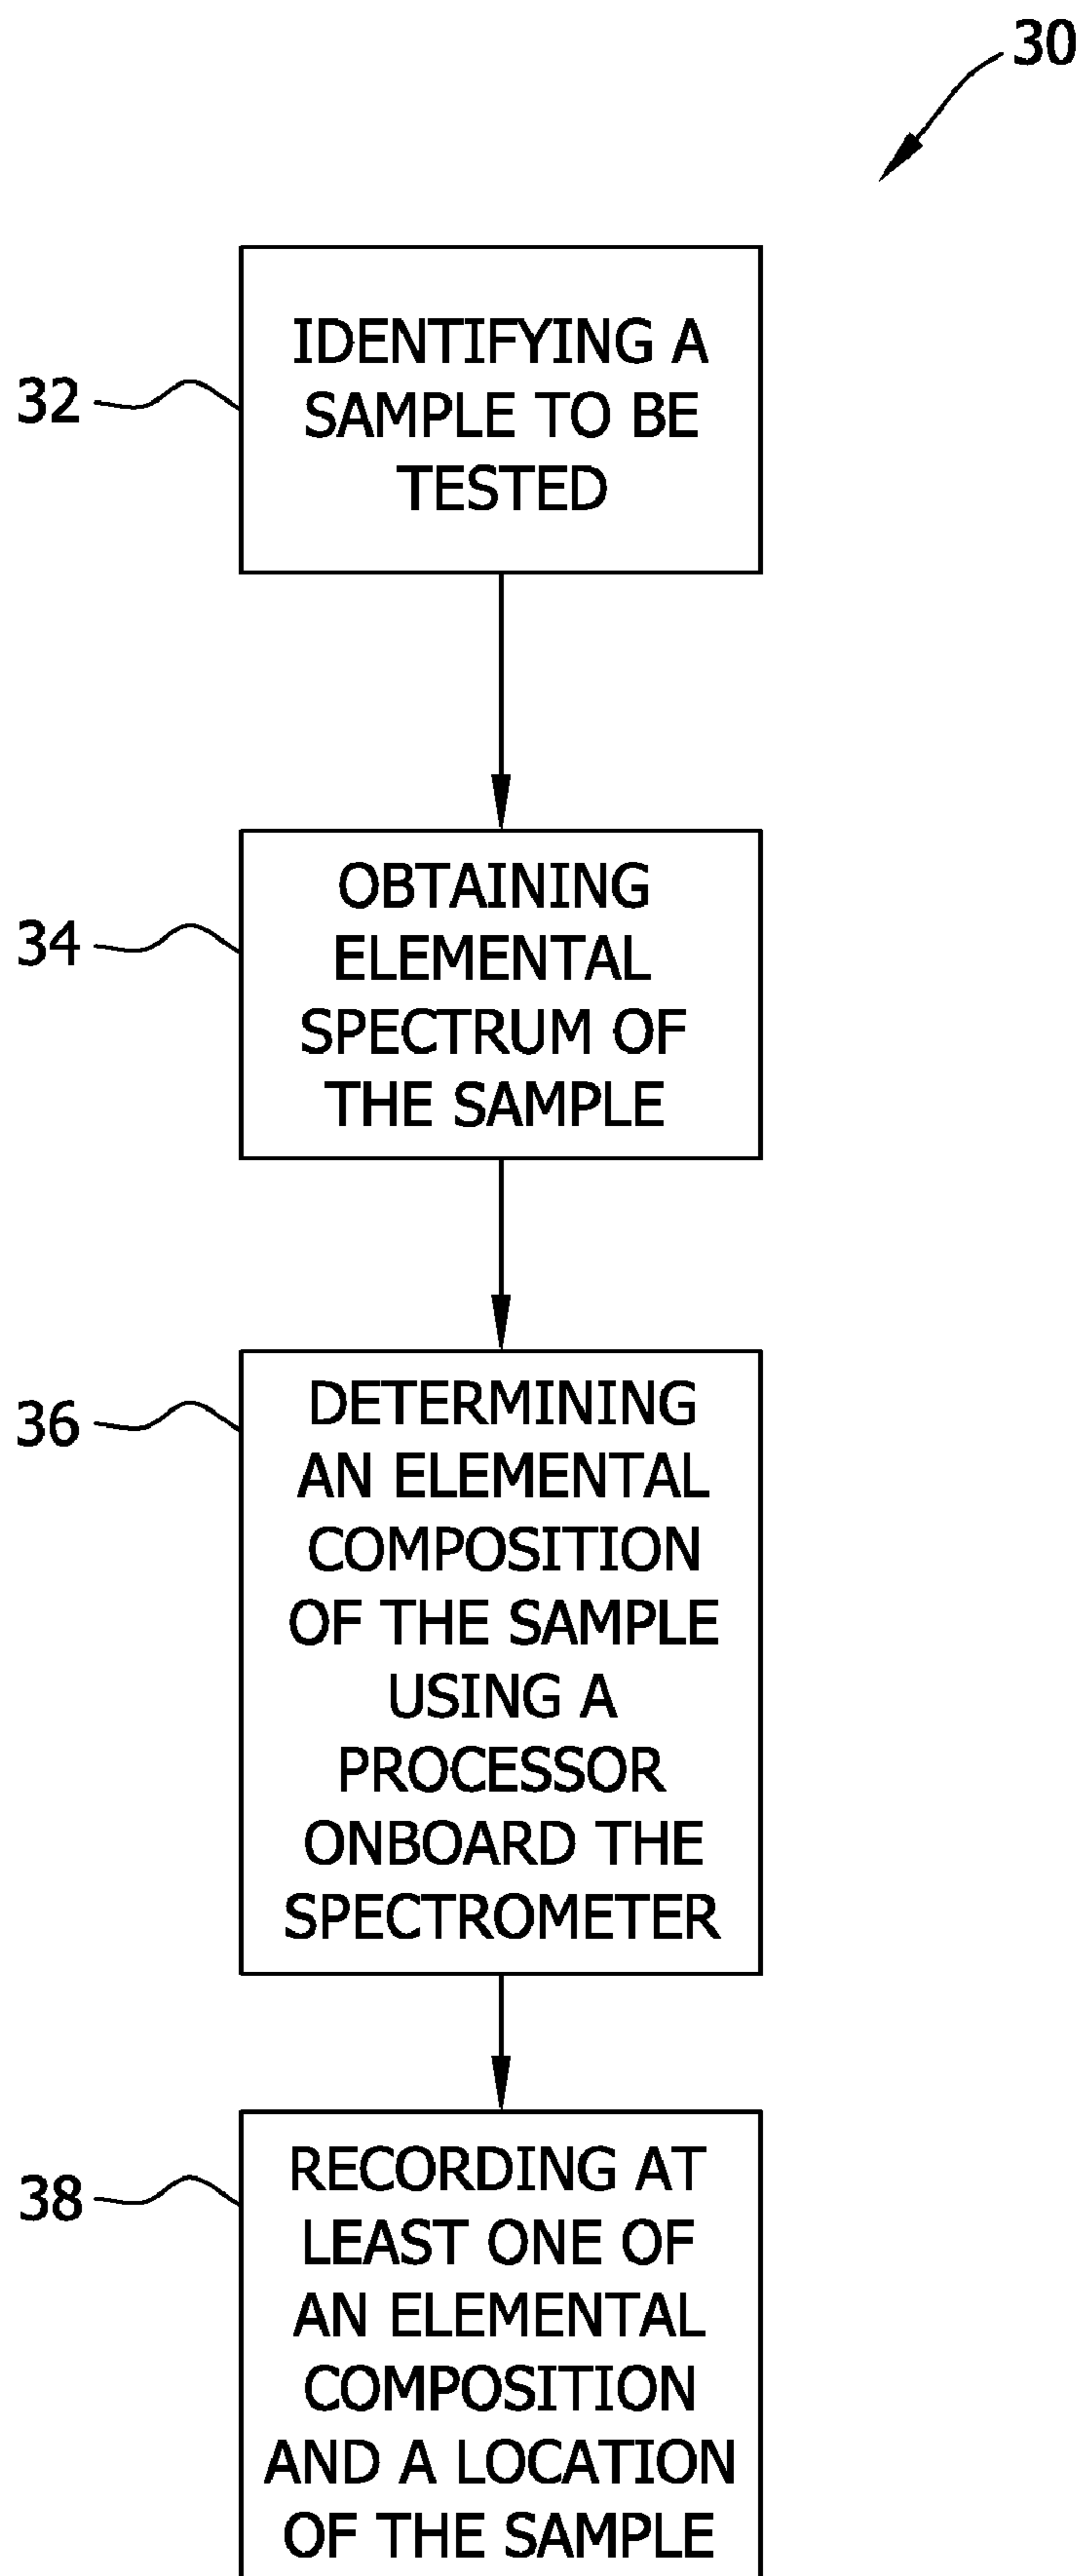 30
32
IDENTIFYING A
SAMPLE TO BE
TESTED
34
OBTAINING
ELEMENTAL
SPECTRUM OF
THE SAMPLE
36
DETERMINING
AN ELEMENTAL
COMPOSITION
OF THE SAMPLE
USING A
PROCESSOR
ONBOARD THE
SPECTROMETER
38
RECORDING AT
LEAST ONE OF
AN ELEMENTAL
COMPOSITION
AND A LOCATION
OF THE SAMPLE